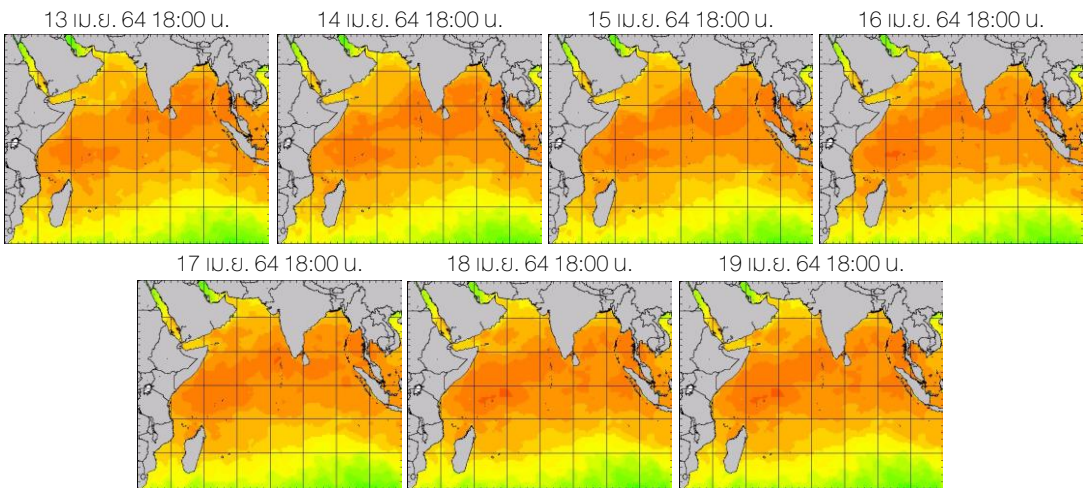 13 เม.ย. 64 18:00 น.
14 เม.ย. 64 18:00 น.
15 เม.ย. 64 18:00 น.
16 เม.ย. 64 18:00 น.
17 เม.ย. 64 18:00 น.
18 เม.ย. 64 18:00 น.
19 เม.ย. 64 18:00 น.